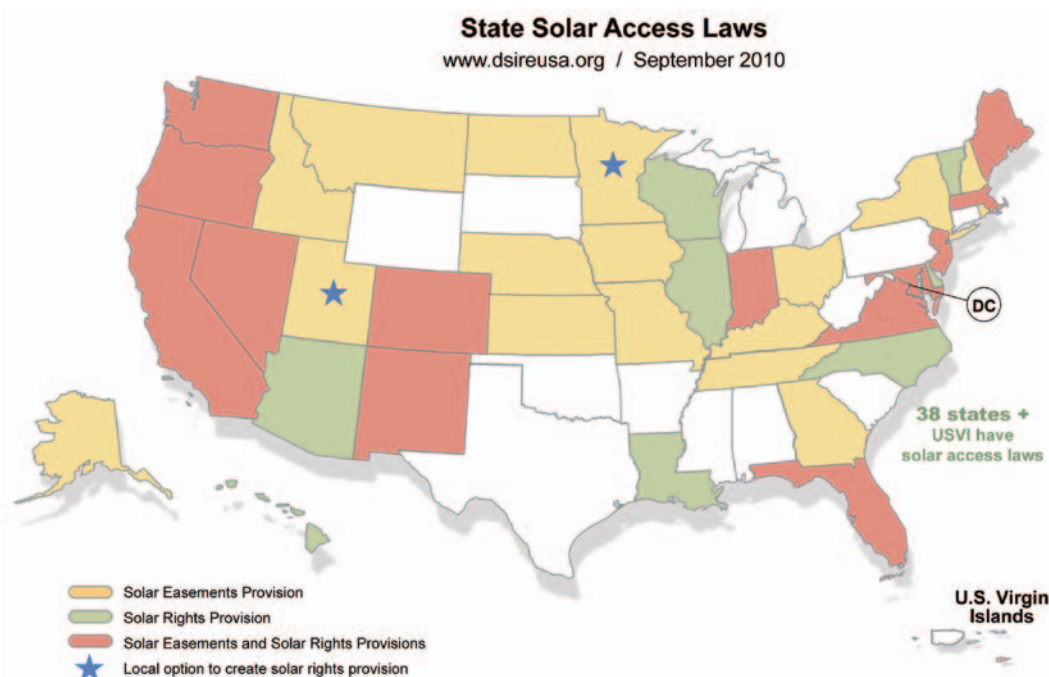 State Solar Access Laws
www.dsireusa.org / September 2010
DC
38 states +
USVI have
solar access laws
Solar Easements Provision
Solar Rights Provision
Solar Easements and Solar Rights Provisions
Local option to create solar rights provision
U.S. Virgin
Islands